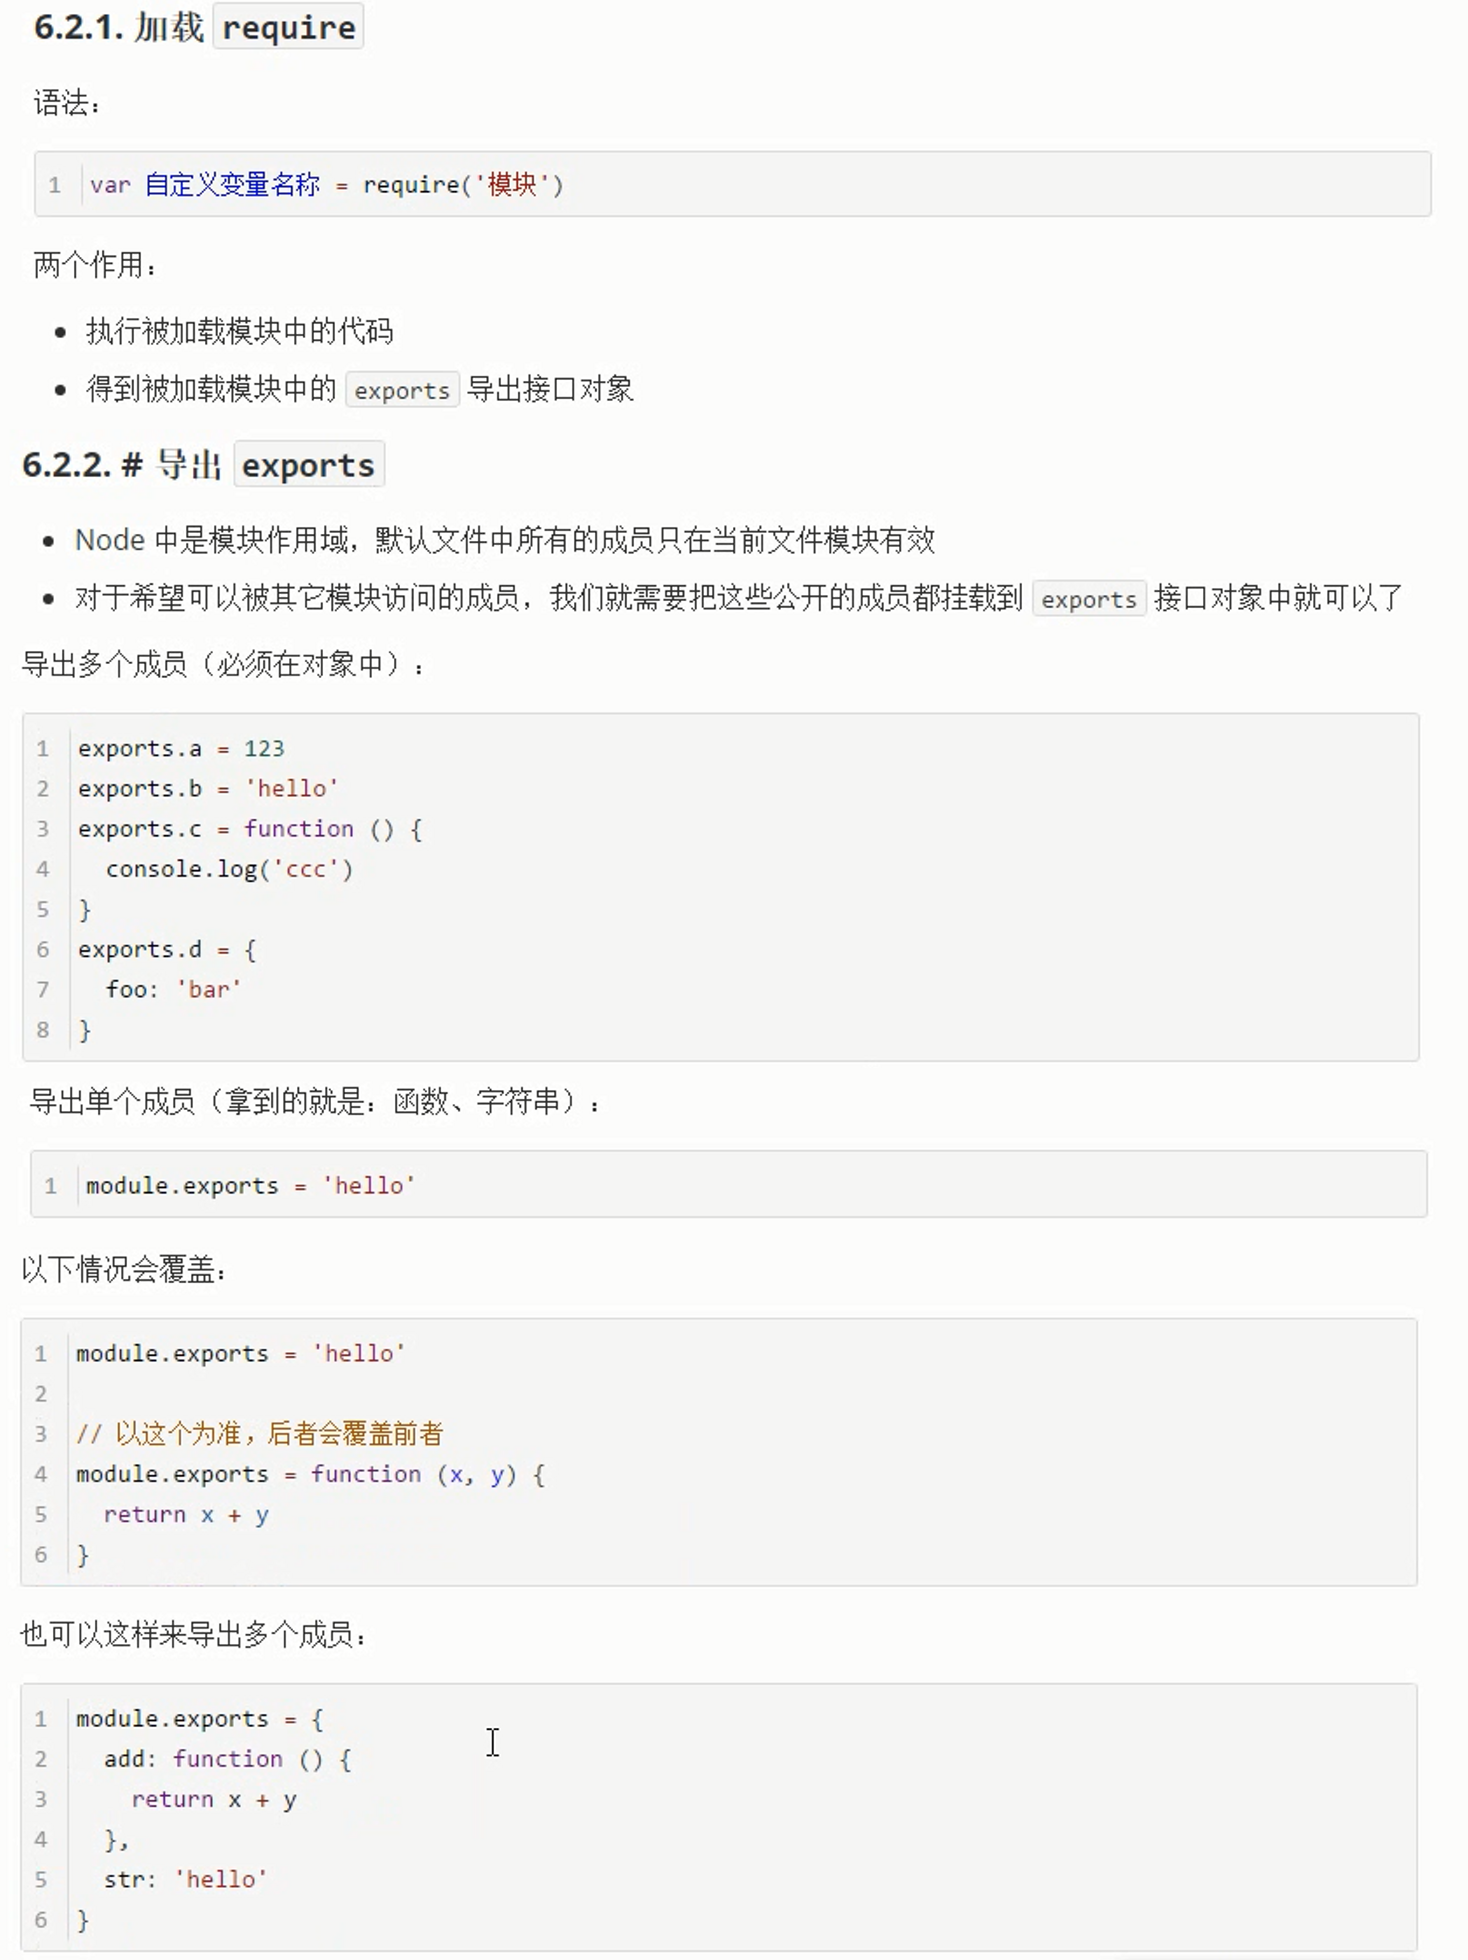 6.2.1. 加载 require
语法：
1 var 自定义变量名称 = require('模块')
两个作用：
• 执行被加载模块中的代码
• 得到被加载模块中的 exports 导出接口对象
6.2.2. # 导出 exports
• Node 中是模块作用域，默认文件中所有的成员只在当前文件模块有效
• 对于希望可以被其它模块访问的成员，我们就需要把这些公开的成员都挂载到 exports 接口对象中就可以了
导出多个成员（必须在对象中）：
1 exports.a = 123
2 exports.b = 'hello'
3 exports.c = function () {
4   console.log('ccc')
5 }
6 exports.d = {
7   foo: 'bar'
8 }
导出单个成员（拿到的就是：函数、字符串）：
1 module.exports = 'hello'
以下情况会覆盖：
1 module.exports = 'hello'
2
3 // 以这个为准，后者会覆盖前者
4 module.exports = function (x, y) {
5   return x + y
6 }
也可以这样来导出多个成员：
1 module.exports = {
2   add: function () {
3     return x + y
4   },
5   str: 'hello'
6 }